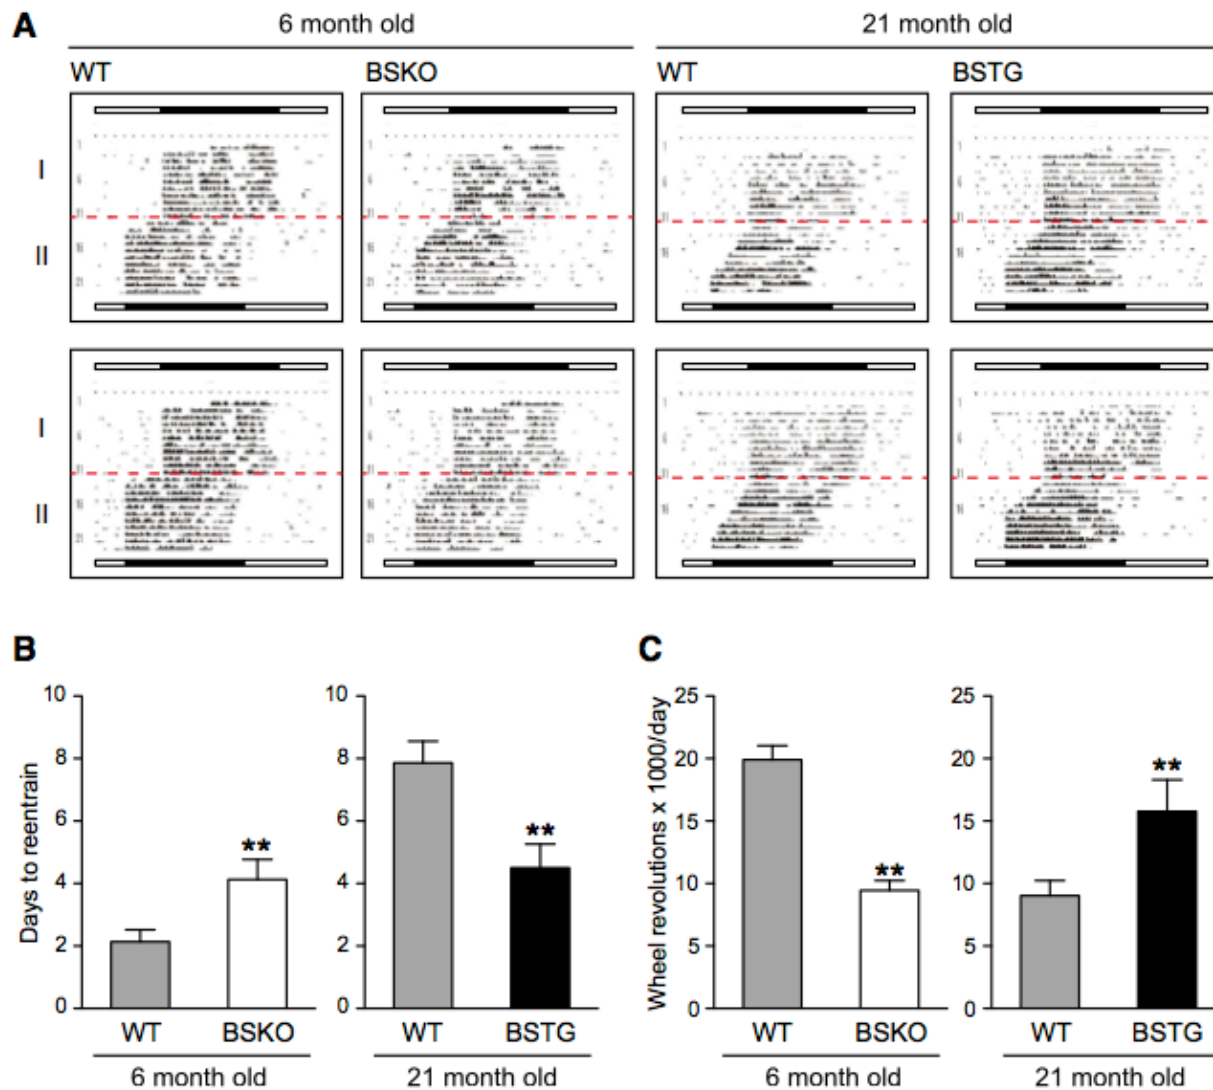 A
6 month old
21 month old
WT
BSKO
WT
BSTG
I
II
I
II
B
C
Days to reentrain
10
8
6
4
2
0
**
WT
BSKO
6 month old
10
8
6
4
2
0
**
WT
BSTG
21 month old
Wheel revolutions x 1000/day
25
20
15
10
5
0
**
WT
BSKO
6 month old
25
20
15
10
5
0
**
WT
BSTG
21 month old